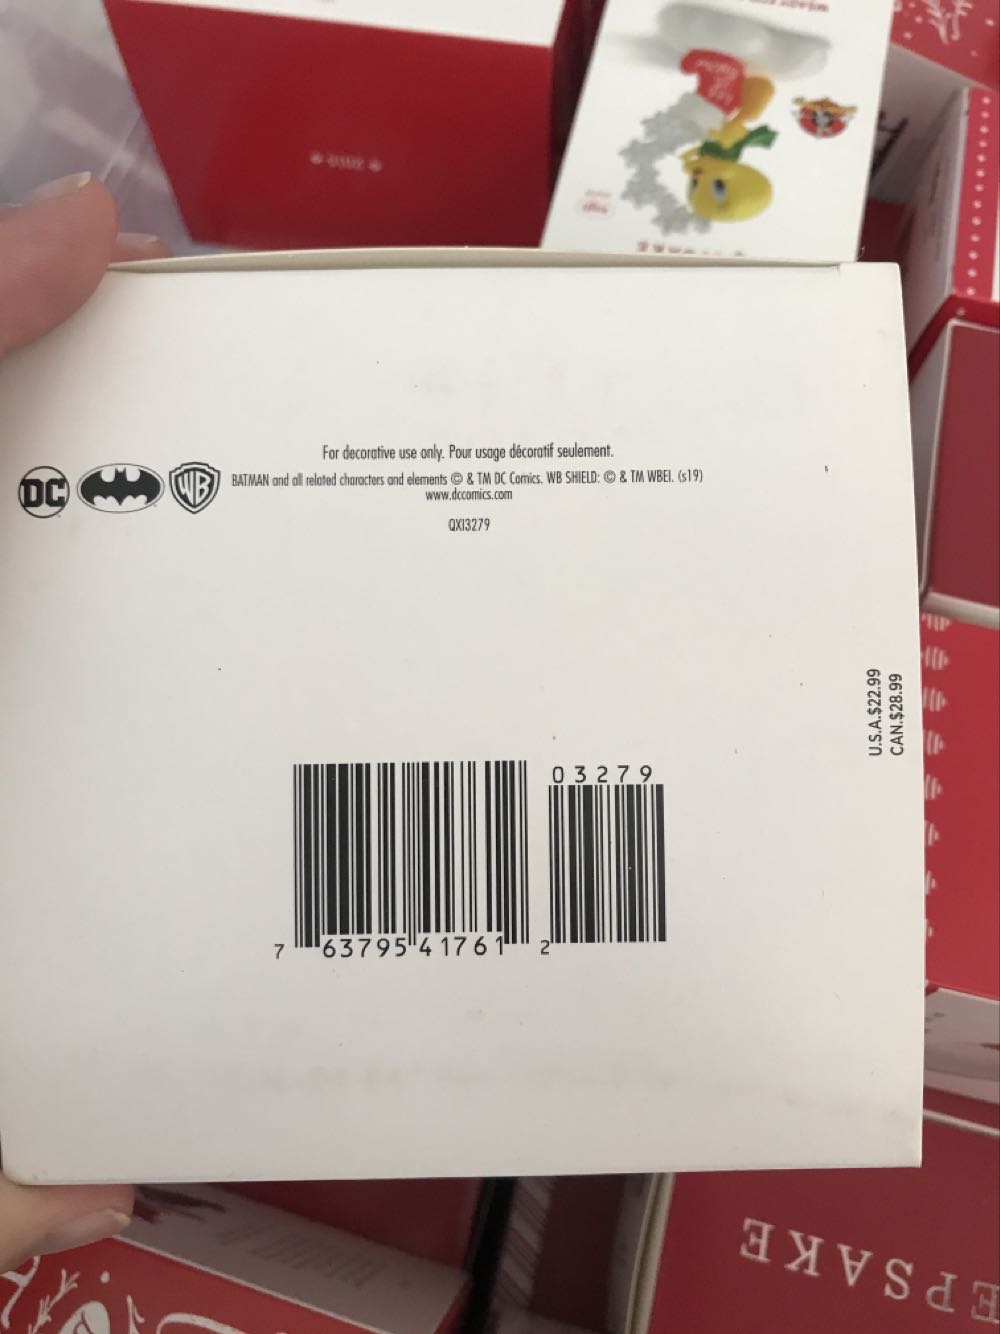 2002
For decorative use only. Pour usage décoratif seulement.
DC
WB
BATMAN and all related characters and elements © & TM DC Comics. WB SHIELD: © & TM WBEI. (s19)
www.dccomics.com
QXI3279
U.S.A.$22.99
CAN.$28.99
03279
7 63795 41761 2
EPSAKE